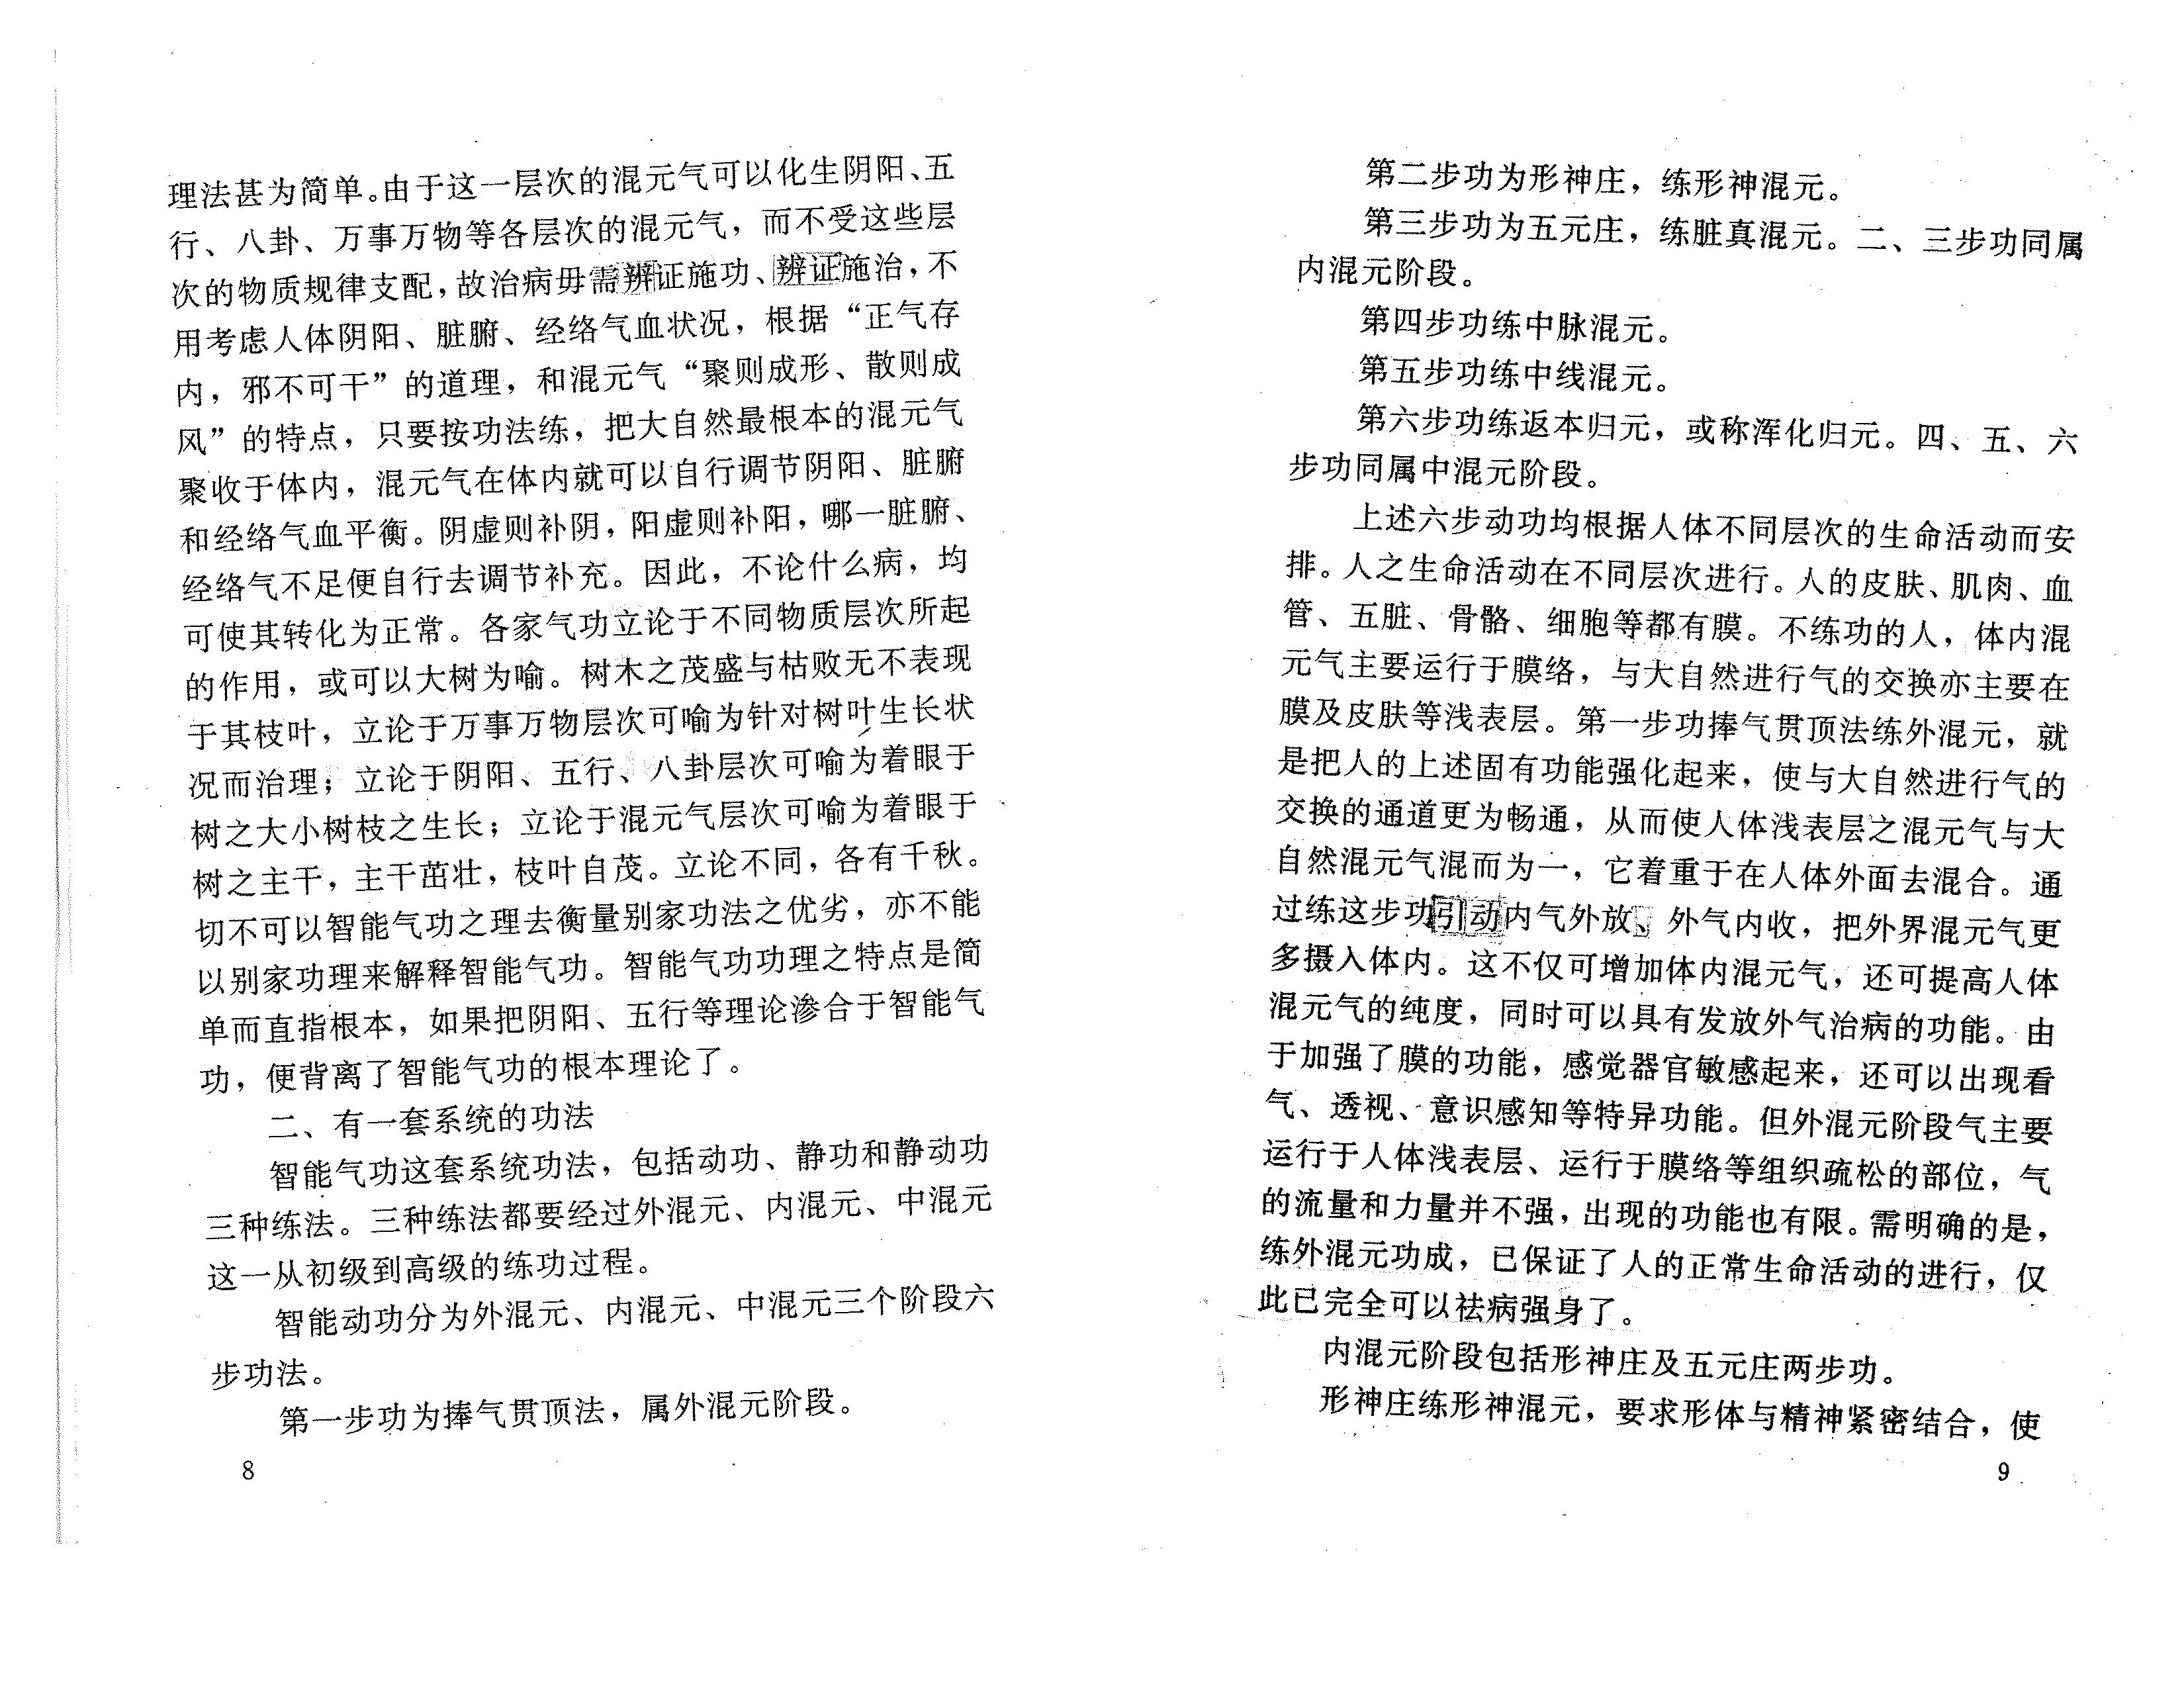 理法甚为简单。由于这一层次的混元气可以化生阴阳、五
行、八卦、万事万物等各层次的混元气，而不受这些层
次的物质规律支配，故治病毋需辨证施功、辨证施治，不
用考虑人体阴阳、脏腑、经络气血状况，根据“正气存
内，邪不可干”的道理，和混元气“聚则成形、散则成
风”的特点，只要按功法练，把大自然最根本的混元气
聚收于体内，混元气在体内就可以自行调节阴阳、脏腑
和经络气血平衡。阴虚则补阴，阳虚则补阳，哪一脏腑、
经络气不足便自行去调节补充。因此，不论什么病，均
可使其转化为正常。各家气功立论于不同物质层次所起
的作用，或可以大树为喻。树木之茂盛与枯败无不表现
于其枝叶，立论于万事万物层次可喻为针对树叶生长状
况而治理；立论于阴阳、五行、八卦层次可喻为着眼于
树之大小树枝之生长；立论于混元气层次可喻为着眼于
树之主干，主干茁壮，枝叶自茂。立论不同，各有千秋。
切不可以智能气功之理去衡量别家功法之优劣，亦不能
以别家功理来解释智能气功。智能气功功理之特点是简
单而直指根本，如果把阴阳、五行等理论渗合于智能气
功，便背离了智能气功的根本理论了。
二、有一套系统的功法
智能气功这套系统功法，包括动功、静功和静动功
三种练法。三种练法都要经过外混元、内混元、中混元
这一从初级到高级的练功过程。
智能动功分为外混元、内混元、中混元三个阶段六
步功法。
第一步功为捧气贯顶法，属外混元阶段。
8
第二步功为形神庄，练形神混元。
第三步功为五元庄，练脏真混元。二、三步功同属
内混元阶段。
第四步功练中脉混元。
第五步功练中线混元。
第六步功练返本归元，或称浑化归元。四、五、六
步功同属中混元阶段。
上述六步动功均根据人体不同层次的生命活动而安
排。人之生命活动在不同层次进行。人的皮肤、肌肉、血
管、五脏、骨骼、细胞等都有膜。不练功的人，体内混
元气主要运行于膜络，与大自然进行气的交换亦主要在
膜及皮肤等浅表层。第一步功捧气贯顶法练外混元，就
是把人的上述固有功能强化起来，使与大自然进行气的
交换的通道更为畅通，从而使人体浅表层之混元气与大
自然混元气混而为一，它着重于在人体外面去混合。通
过练这步功引动内气外放、外气内收，把外界混元气更
多摄入体内。这不仅可增加体内混元气，还可提高人体
混元气的纯度，同时可以具有发放外气治病的功能。由
于加强了膜的功能，感觉器官敏感起来，还可以出现看
气、透视、意识感知等特异功能。但外混元阶段气主要
运行于人体浅表层、运行于膜络等组织疏松的部位，气
的流量和力量并不强，出现的功能也有限。需明确的是，
练外混元功成，已保证了人的正常生命活动的进行，仅
此已完全可以祛病强身了。
内混元阶段包括形神庄及五元庄两步功。
形神庄练形神混元，要求形体与精神紧密结合，使
9